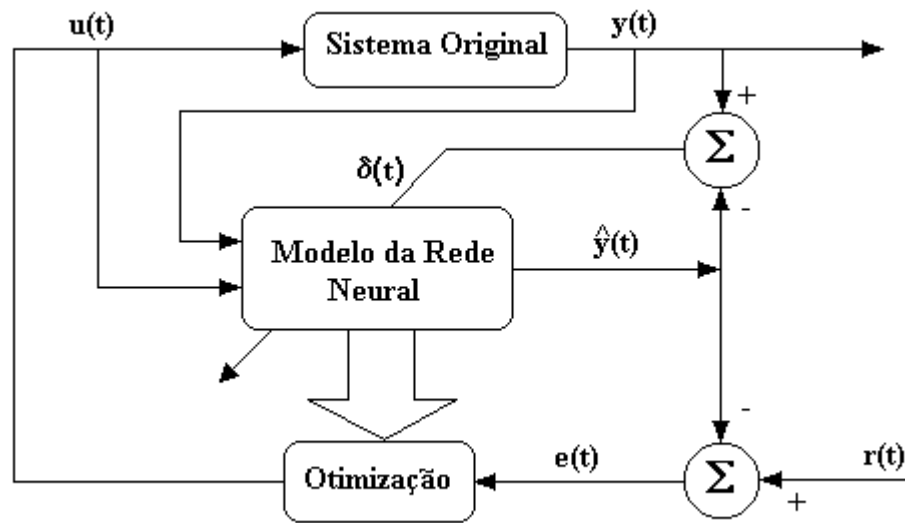 u(t)
Sistema Original
y(t)
+
Σ
δ(t)
-
Modelo da Rede
Neural
ŷ(t)
-
Otimização
e(t)
Σ
r(t)
+